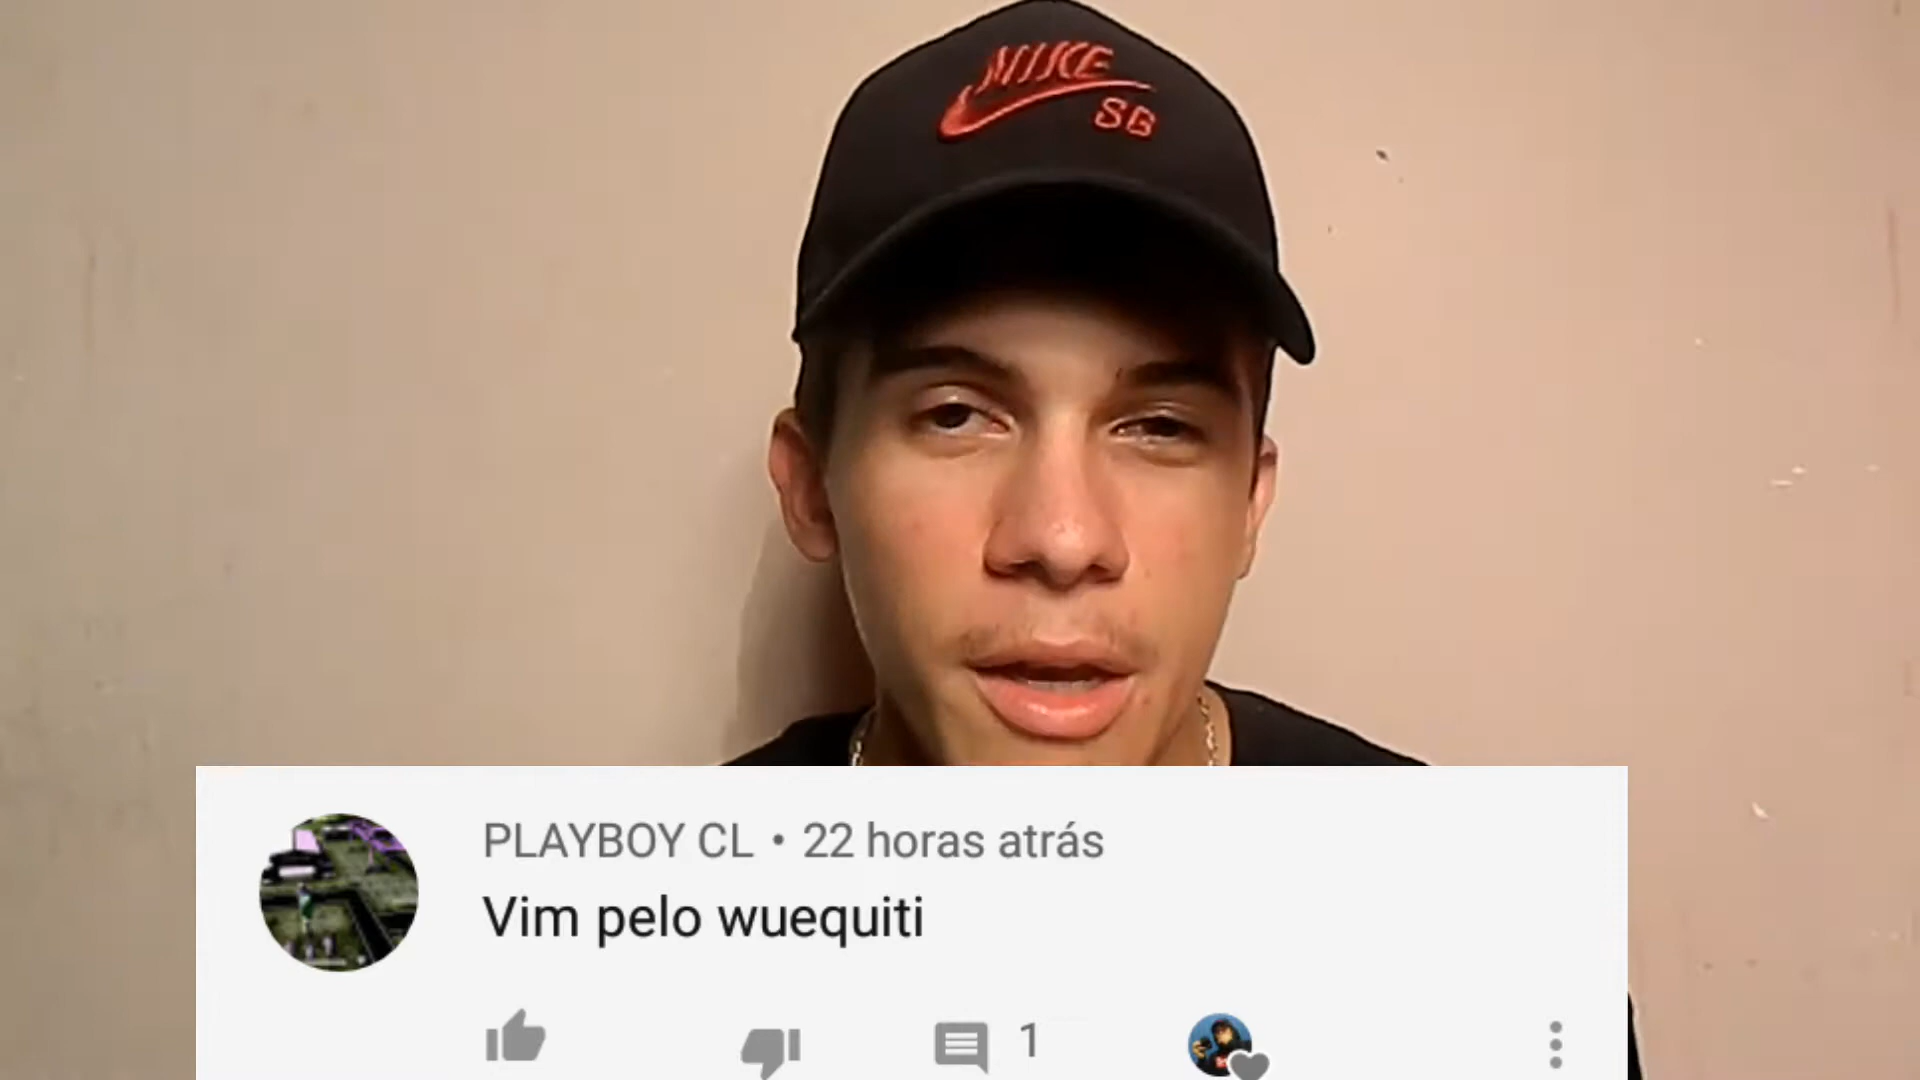 NIKE
SB
PLAYBOY CL • 22 horas atrás
Vim pelo wuequiti
1